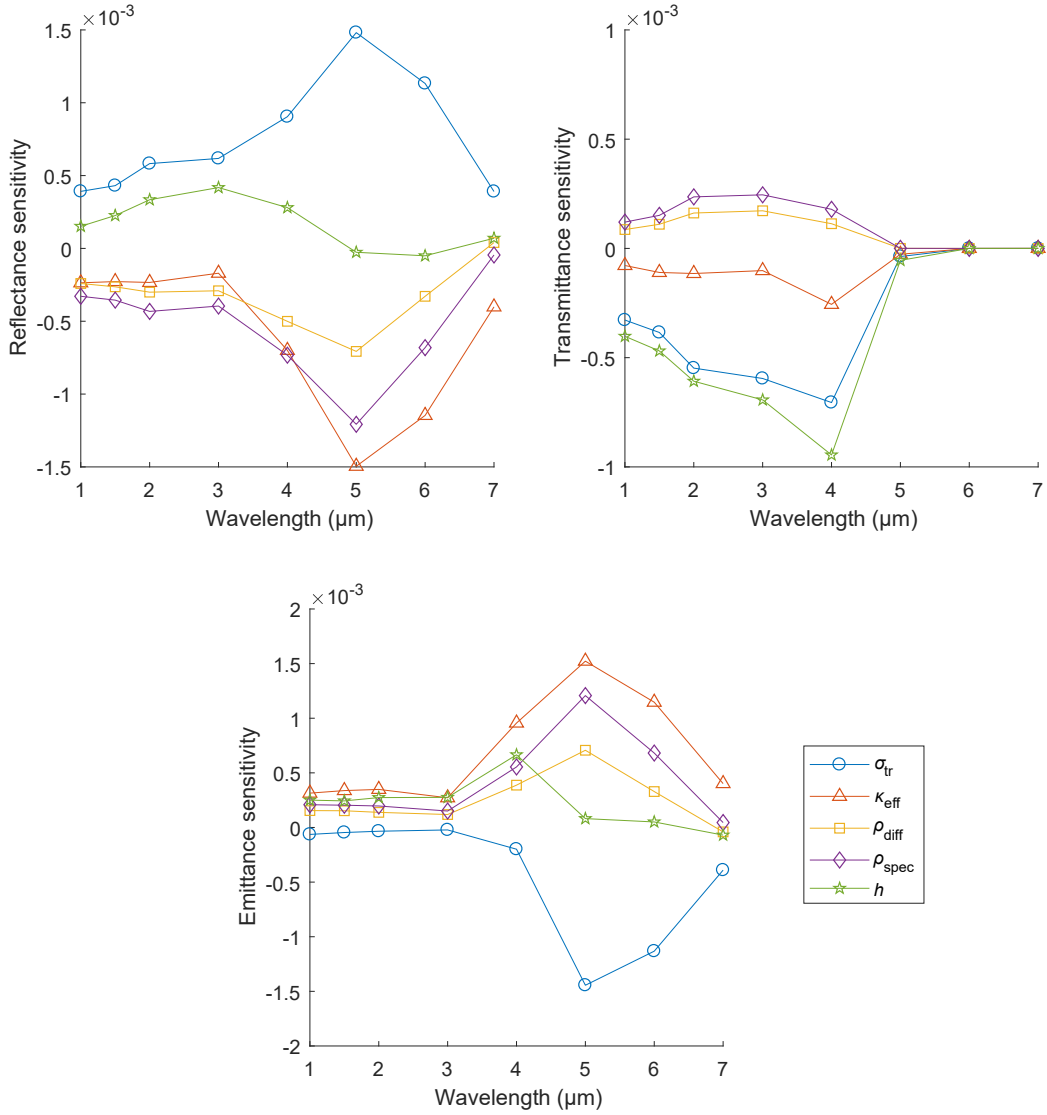 ×10⁻³
1.5
1
0.5
0
-0.5
-1
-1.5
Reflectance sensitivity
1 2 3 4 5 6 7
Wavelength (μm)
1
×10⁻³
0.5
0
-0.5
-1
Transmittance sensitivity
1 2 3 4 5 6 7
Wavelength (μm)
2
×10⁻³
1.5
1
0.5
0
-0.5
-1
-1.5
-2
Emittance sensitivity
1 2 3 4 5 6 7
Wavelength (μm)
σtr
κeff
ρdiff
ρspec
h